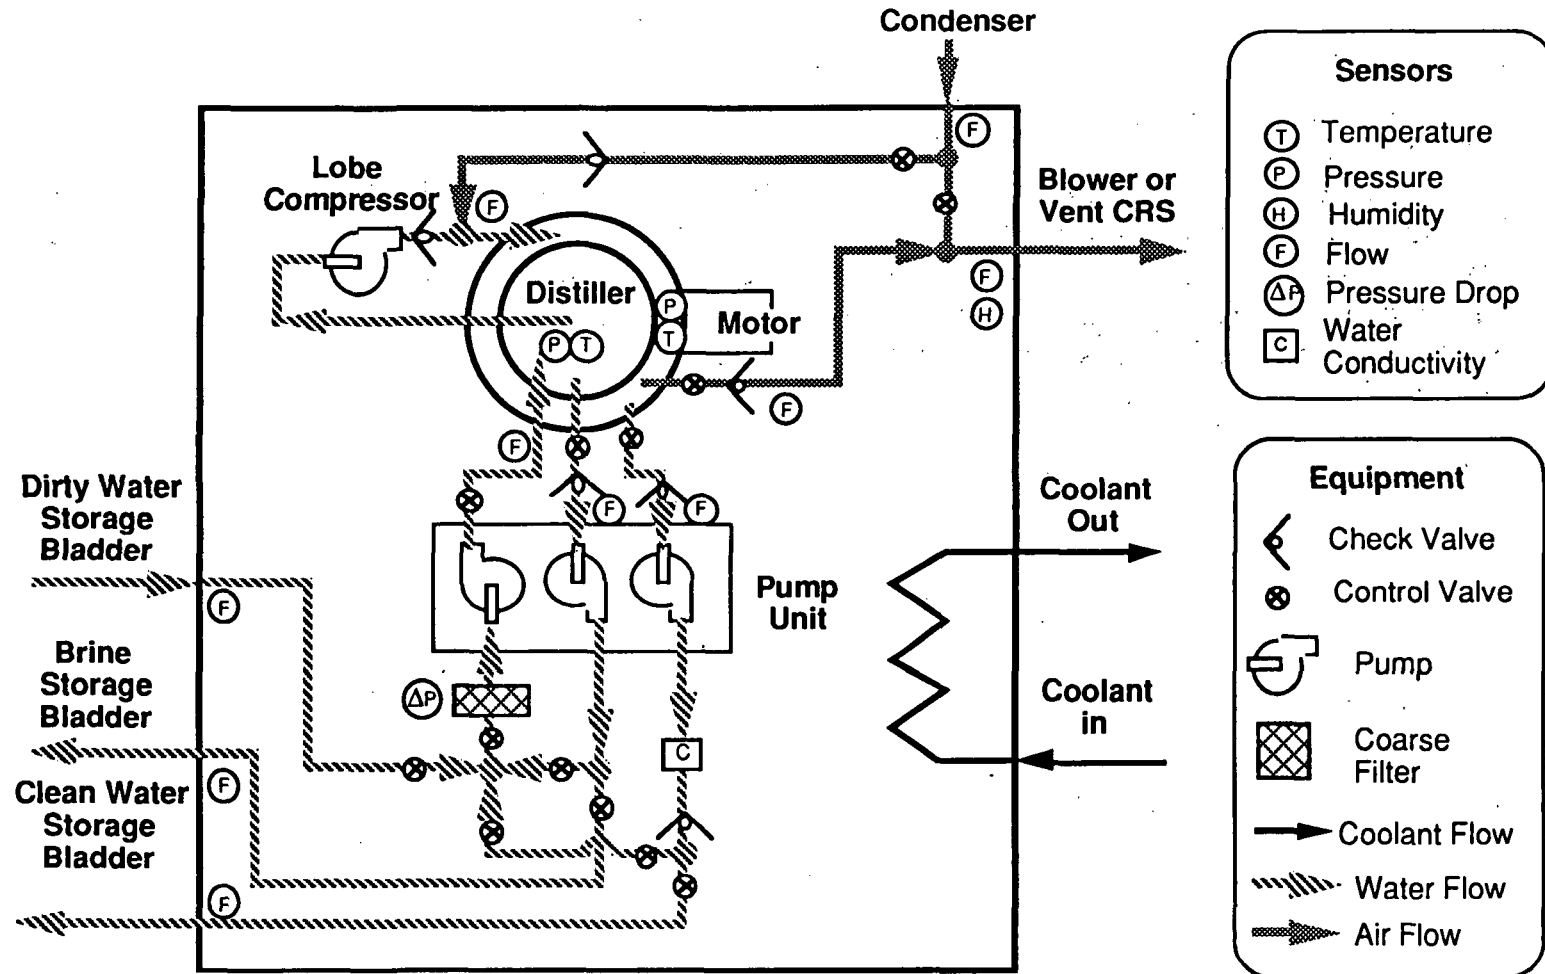 Condenser
F
Lobe
Compressor
F
Blower or
Vent CRS
F
H
Distiller
P
T
Motor
P T
F
F
F
F
Dirty Water
Storage
Bladder
F
Pump
Unit
Coolant
Out
Brine
Storage
Bladder
F
ΔP
C
Coolant
in
Clean Water
Storage
Bladder
F
Sensors
T Temperature
P Pressure
H Humidity
F Flow
ΔP Pressure Drop
C Water
Conductivity
Equipment
Check Valve
Control Valve
Pump
Coarse
Filter
Coolant Flow
Water Flow
Air Flow